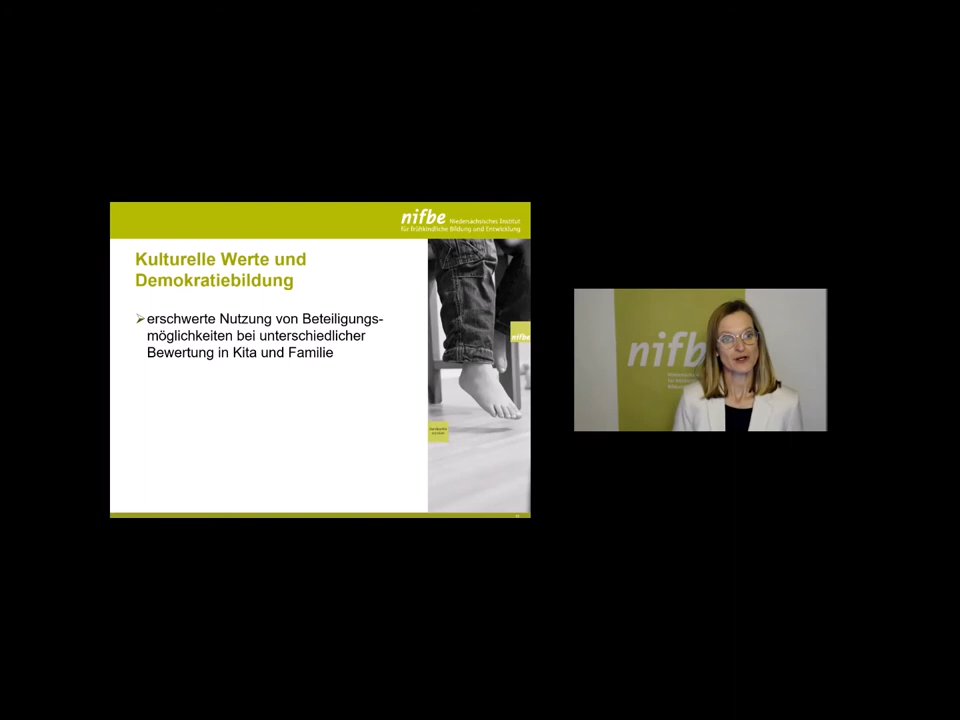 nifbe Niedersächsisches Institut
für frühkindliche Bildung und Entwicklung
Kulturelle Werte und
Demokratiebildung
erschwerte Nutzung von Beteiligungs-
möglichkeiten bei unterschiedlicher
Bewertung in Kita und Familie
nifbe
nifb